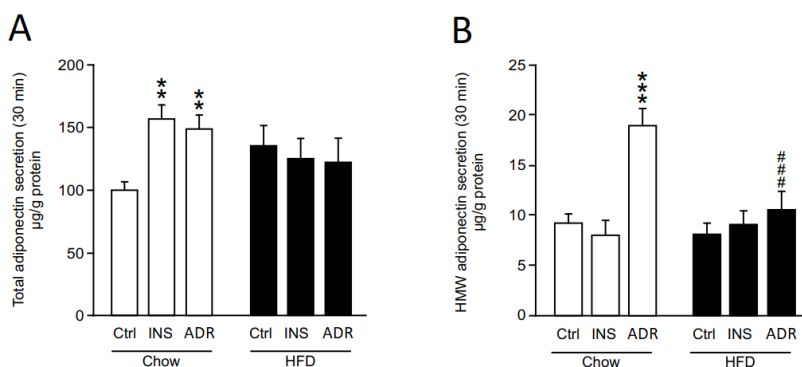 A
Total adiponectin secretion (30 min)
µg/g protein
200
150
100
50
0
**
**
Ctrl INS ADR Ctrl INS ADR
Chow HFD
B
HMW adiponectin secretion (30 min)
µg/g protein
25
20
15
10
5
0
***
###
Ctrl INS ADR Ctrl INS ADR
Chow HFD